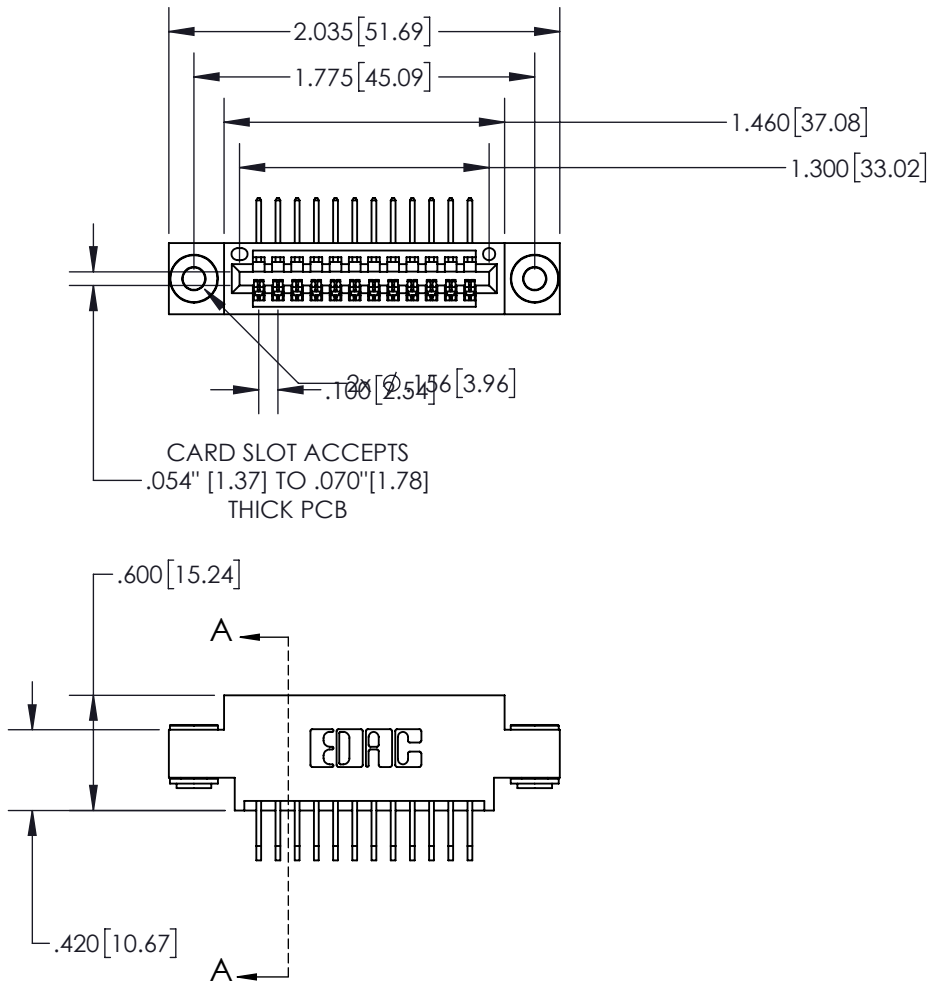 2.035[51.69]
1.775[45.09]
1.460[37.08]
1.300[33.02]
2x Ø .156[3.96]
.100[2.54]
CARD SLOT ACCEPTS
.054" [1.37] TO .070"[1.78]
THICK PCB
.600[15.24]
A
EDAC
.420[10.67]
A